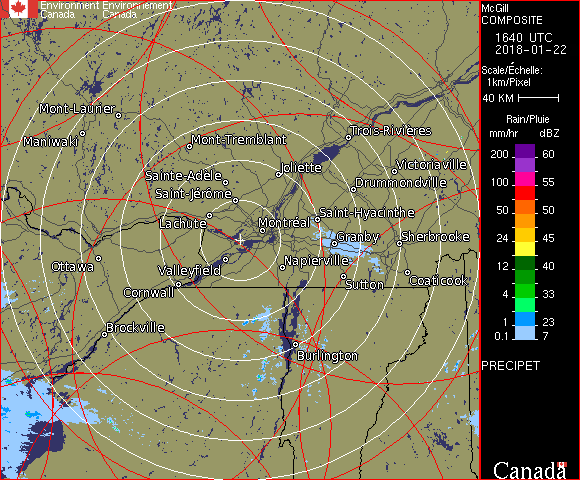 Environment Environnement
Canada Canada
McGill
COMPOSITE
1640 UTC
2018-01-22
Scale/Échelle:
1km/Pixel
40 KM
Rain/Pluie
mm/hr dBZ
200 60
155 57
100 55
50 50
24 45
12 40
4 33
1 23
0.1 7
PRECIPET
Canada
Mont-Laurier
Maniwaki
Mont-Tremblant
Trois-Rivières
Joliette
Victoriaville
Sainte-Adèle
Drummondville
Saint-Jérôme
Lachute
Montréal
Saint-Hyacinthe
Granby
Sherbrooke
Ottawa
Valleyfield
Napierville
Cornwall
Sutton
Coaticook
Brockville
Burlington